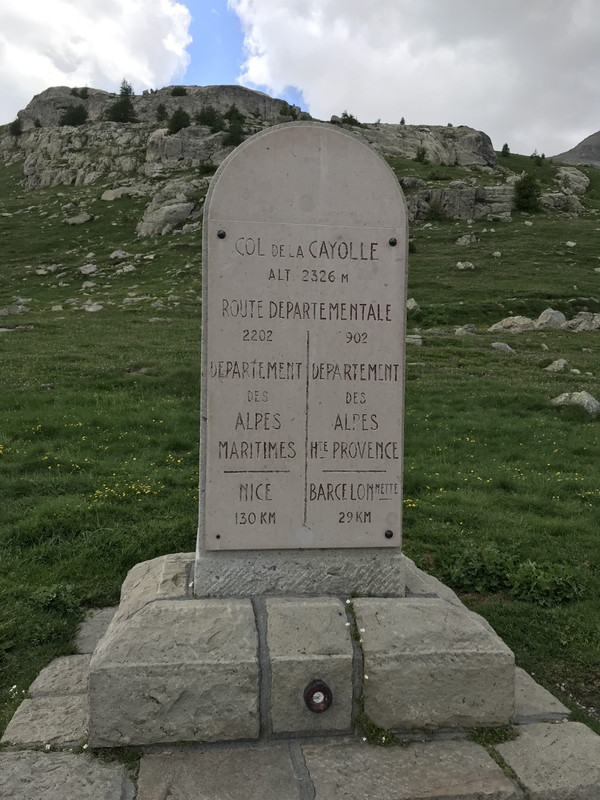 COL DE LA CAYOLLE
ALT 2326 M
ROUTE DEPARTEMENTALE
2202 902
DEPARTEMENT DEPARTEMENT
DES DES
ALPES ALPES
MARITIMES HTE PROVENCE
NICE BARCELONNETTE
130 KM 29 KM